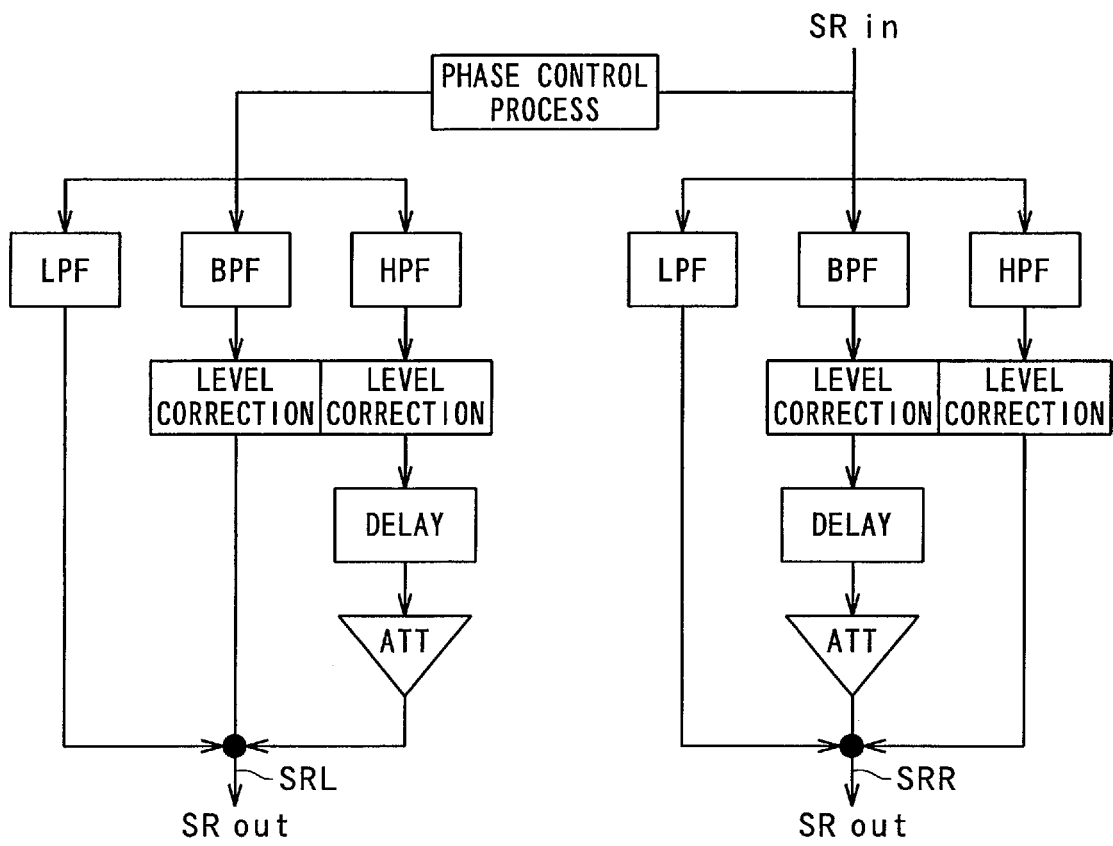 SR in
PHASE CONTROL
PROCESS
LPF
BPF
HPF
LPF
BPF
HPF
LEVEL
CORRECTION
LEVEL
CORRECTION
LEVEL
CORRECTION
LEVEL
CORRECTION
DELAY
DELAY
ATT
ATT
SRL
SRR
SR out
SR out